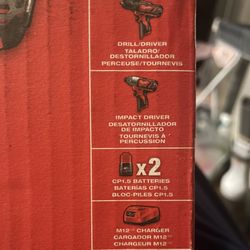 DRILL/DRIVER
TALADRO/
DESTORNILLADOR
PERCEUSE/TOURNEVIS
IMPACT DRIVER
DESATORNILLADOR
DE IMPACTO
TOURNEVIS À
PERCUSSION
x2
CP1.5 BATTERIES
BATERÍAS CP1.5
BLOC-PILES CP1.5
M12™ CHARGER
CARGADOR M12™
CHARGEUR M12™